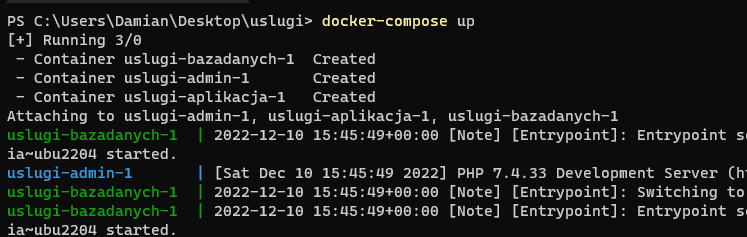 PS C:\Users\Damian\Desktop\uslugi> docker-compose up
[+] Running 3/0
 - Container uslugi-bazadanych-1  Created
 - Container uslugi-admin-1       Created
 - Container uslugi-aplikacja-1   Created
Attaching to uslugi-admin-1, uslugi-aplikacja-1, uslugi-bazadanych-1
uslugi-bazadanych-1  | 2022-12-10 15:45:49+00:00 [Note] [Entrypoint]: Entrypoint
ia~ubu2204 started.
uslugi-admin-1       | [Sat Dec 10 15:45:49 2022] PHP 7.4.33 Development Server
uslugi-bazadanych-1  | 2022-12-10 15:45:49+00:00 [Note] [Entrypoint]: Switching to
uslugi-bazadanych-1  | 2022-12-10 15:45:49+00:00 [Note] [Entrypoint]: Entrypoint
ia~ubu2204 started.